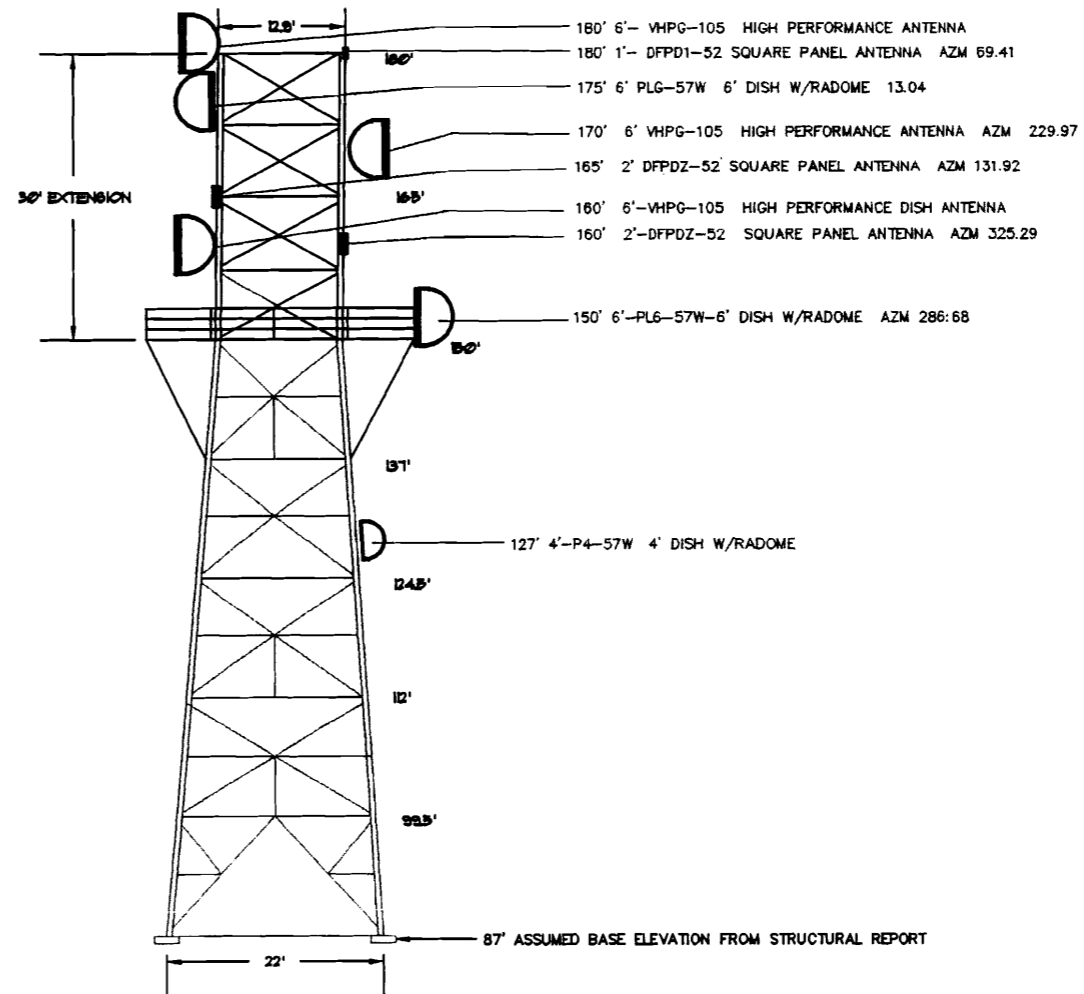 12.9'
180' 6'- VHPG-105 HIGH PERFORMANCE ANTENNA
180' 1'- DFPD1-52 SQUARE PANEL ANTENNA AZM 69.41
180'
175' 6' PLG-57W 6' DISH W/RADOME 13.04
170' 6' VHPG-105 HIGH PERFORMANCE ANTENNA AZM 229.97
165' 2' DFPDZ-52 SQUARE PANEL ANTENNA AZM 131.92
30' EXTENSION
165'
160' 6'-VHPG-105 HIGH PERFORMANCE DISH ANTENNA
160' 2'-DFPDZ-52 SQUARE PANEL ANTENNA AZM 325.29
150' 6'-PL6-57W-6' DISH W/RADOME AZM 286:68
150'
137'
127' 4'-P4-57W 4' DISH W/RADOME
124.5'
112'
99.5'
87' ASSUMED BASE ELEVATION FROM STRUCTURAL REPORT
22'